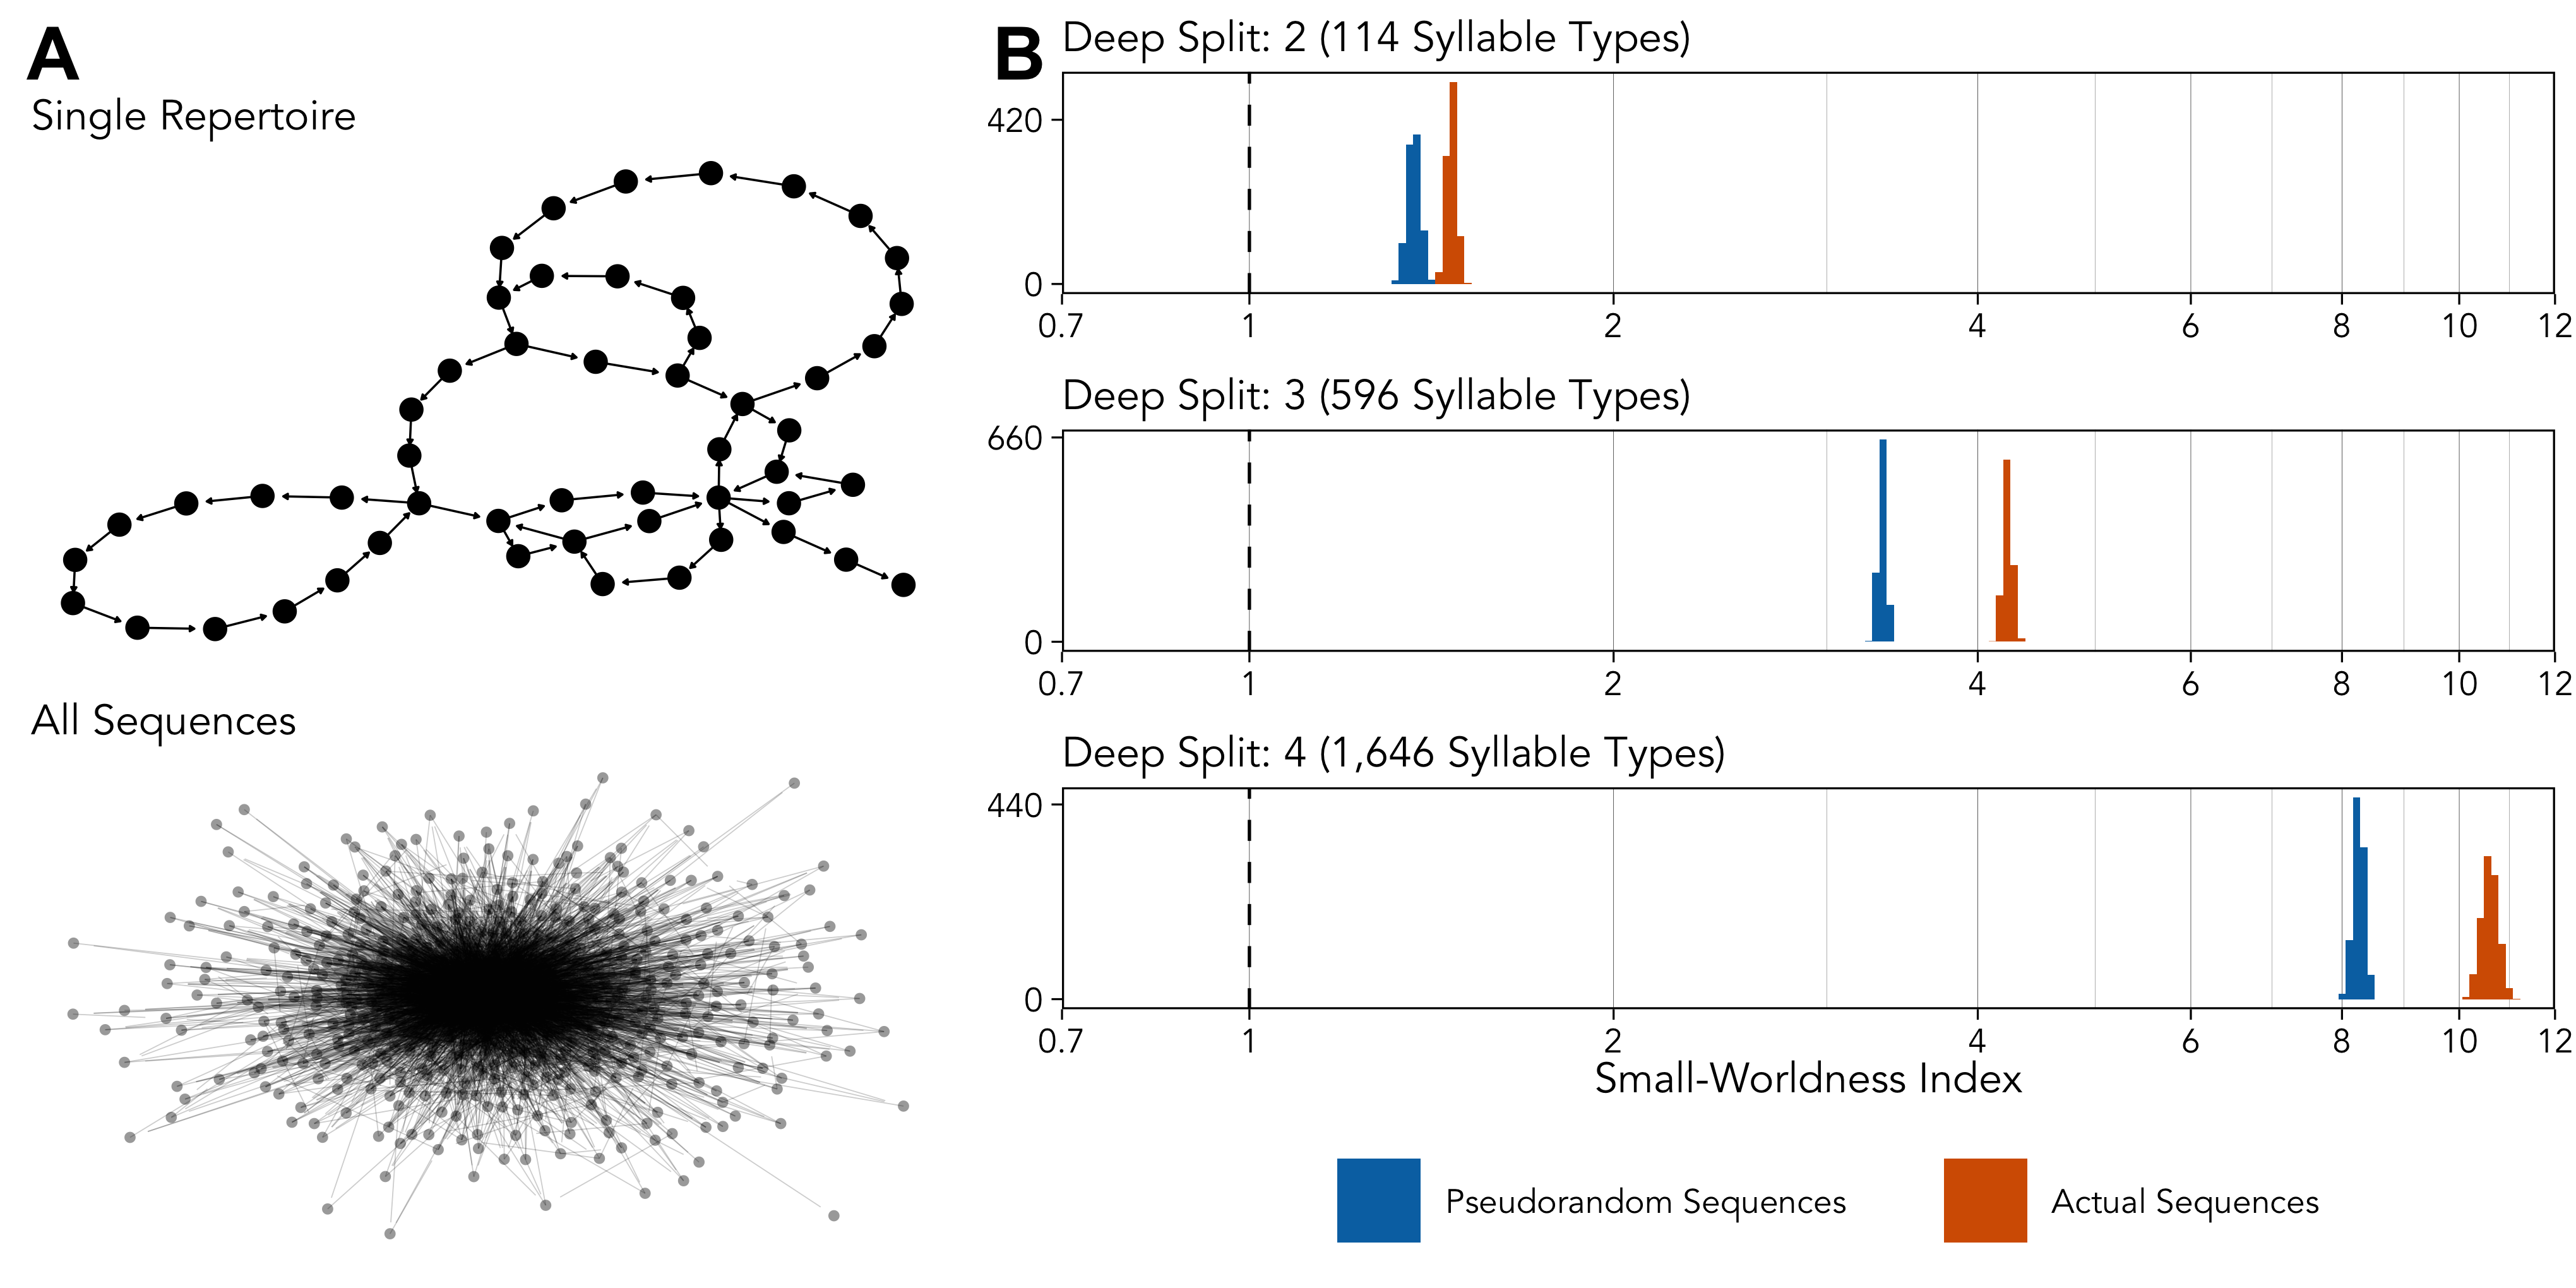 A
Single Repertoire
All Sequences
B
Deep Split: 2 (114 Syllable Types)
420
0
0.7 1 2 4 6 8 10 12
Deep Split: 3 (596 Syllable Types)
660
0
0.7 1 2 4 6 8 10 12
Deep Split: 4 (1,646 Syllable Types)
440
0
0.7 1 2 4 6 8 10 12
Small-Worldness Index
Pseudorandom Sequences
Actual Sequences